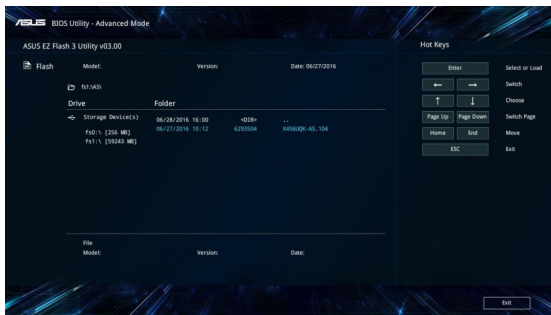 ASUS BIOS Utility - Advanced Mode
ASUS EZ Flash 3 Utility v03.00
Hot Keys
Flash
Model: Version: Date: 06/27/2016
fs1:\AS\
Drive Folder
Storage Device(s)
fs0:\ [256 MB]
fs1:\ [59243 MB]
06/28/2016 16:00 <DIR> ..
06/27/2016 10:12 6293504 X456UQK-AS.104
File
Model: Version: Date:
Enter Select or Load
← → Switch
↑ ↓ Choose
Page Up Page Down Switch Page
Home End Move
ESC Exit
Exit